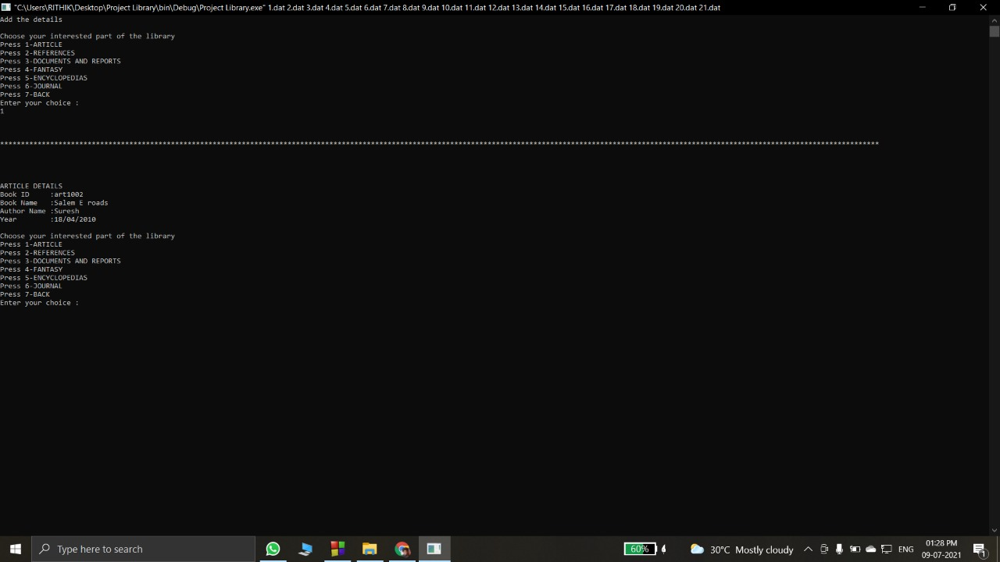 "C:\Users\RITHIK\Desktop\Project Library\bin\Debug\Project Library.exe" 1.dat 2.dat 3.dat 4.dat 5.dat 6.dat 7.dat 8.dat 9.dat 10.dat 11.dat 12.dat 13.dat 14.dat 15.dat 16.dat 17.dat 18.dat 19.dat 20.dat 21.dat
Add the details
Choose your interested part of the library
Press 1-ARTICLE
Press 2-REFERENCES
Press 3-DOCUMENTS AND REPORTS
Press 4-FANTASY
Press 5-ENCYCLOPEDIAS
Press 6-JOURNAL
Press 7-BACK
Enter your choice :
1
*******************************************************************************************************************************************************************************************************************
ARTICLE DETAILS
Book ID     :art1002
Book Name   :Salem E roads
Author Name :Suresh
Year        :18/04/2010
Choose your interested part of the library
Press 1-ARTICLE
Press 2-REFERENCES
Press 3-DOCUMENTS AND REPORTS
Press 4-FANTASY
Press 5-ENCYCLOPEDIAS
Press 6-JOURNAL
Press 7-BACK
Enter your choice :
Type here to search
60%
30°C Mostly cloudy
ENG
01:28 PM
09-07-2021
1